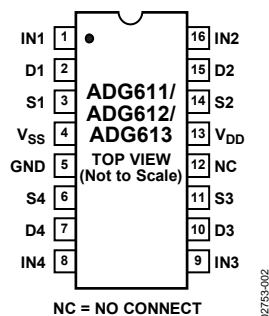 IN1 1 16 IN2
D1 2 15 D2
S1 3 14 S2
VSS 4 13 VDD
GND 5 12 NC
S4 6 11 S3
D4 7 10 D3
IN4 8 9 IN3
ADG611/
ADG612/
ADG613
TOP VIEW
(Not to Scale)
NC = NO CONNECT
02753-002